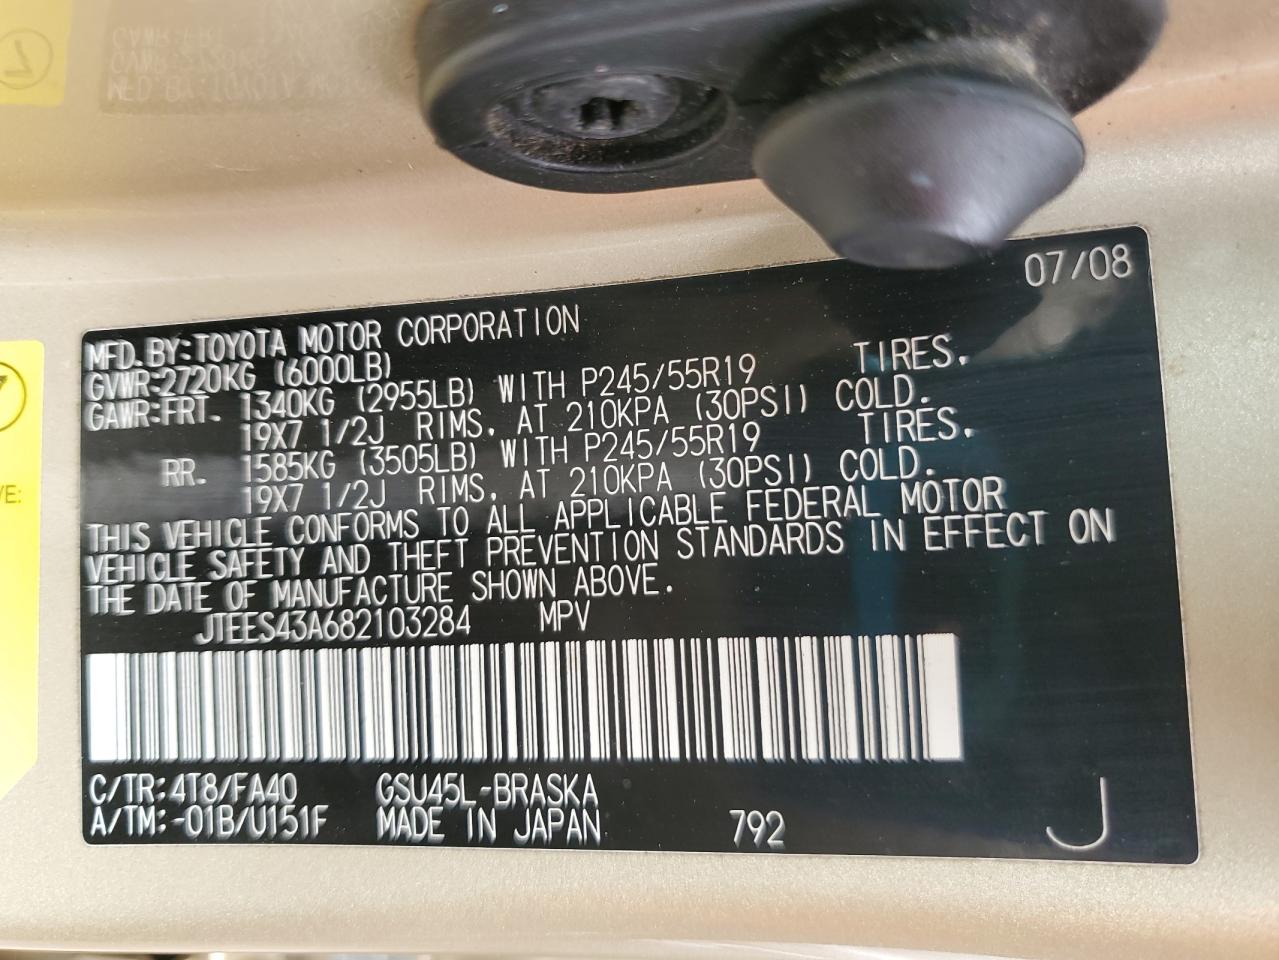 07/08
MFD. BY: TOYOTA MOTOR CORPORATION
GVWR: 2720KG (6000LB)
GAWR: FRT. 1340KG (2955LB) WITH P245/55R19 TIRES,
19X7 1/2J RIMS, AT 210KPA (30PSI) COLD.
RR. 1585KG (3505LB) WITH P245/55R19 TIRES,
19X7 1/2J RIMS, AT 210KPA (30PSI) COLD.
THIS VEHICLE CONFORMS TO ALL APPLICABLE FEDERAL MOTOR
VEHICLE SAFETY AND THEFT PREVENTION STANDARDS IN EFFECT ON
THE DATE OF MANUFACTURE SHOWN ABOVE.
JTEES43A682103284 MPV
C/TR: 4T8/FA40 GSU45L-BRASKA
A/TM: -01B/U151F MADE IN JAPAN 792 J